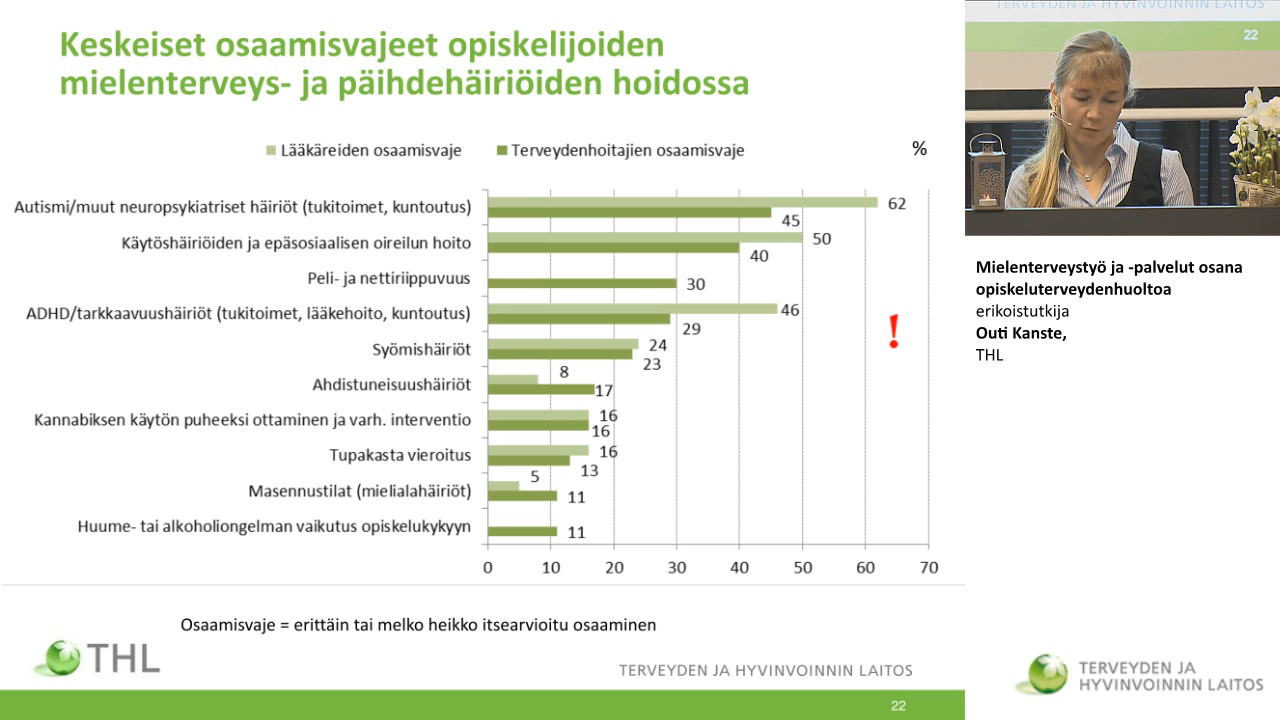 Keskeiset osaamisvajeet opiskelijoiden
mielenterveys- ja päihdehäiriöiden hoidossa
Lääkäreiden osaamisvaje
Terveydenhoitajien osaamisvaje
%
Autismi/muut neuropsykiatriset häiriöt (tukitoimet, kuntoutus)
62
45
Käytöshäiriöiden ja epäsosiaalisen oireilun hoito
50
40
Peli- ja nettiriippuvuus
30
ADHD/tarkkaavuushäiriöt (tukitoimet, lääkehoito, kuntoutus)
46
29
!
Syömishäiriöt
24
23
Ahdistuneisuushäiriöt
8
17
Kannabiksen käytön puheeksi ottaminen ja varh. interventio
16
16
Tupakasta vieroitus
16
13
Masennustilat (mielialahäiriöt)
5
11
Huume- tai alkoholiongelman vaikutus opiskelukykyyn
11
0 10 20 30 40 50 60 70
Osaamisvaje = erittäin tai melko heikko itsearvioitu osaaminen
THL
TERVEYDEN JA HYVINVOINNIN LAITOS
22
TERVEYDEN JA HYVINVOINNIN LAITOS
22
Mielenterveystyö ja -palvelut osana
opiskeluterveydenhuoltoa
erikoistutkija
Outi Kanste,
THL
TERVEYDEN JA
HYVINVOINNIN LAITOS